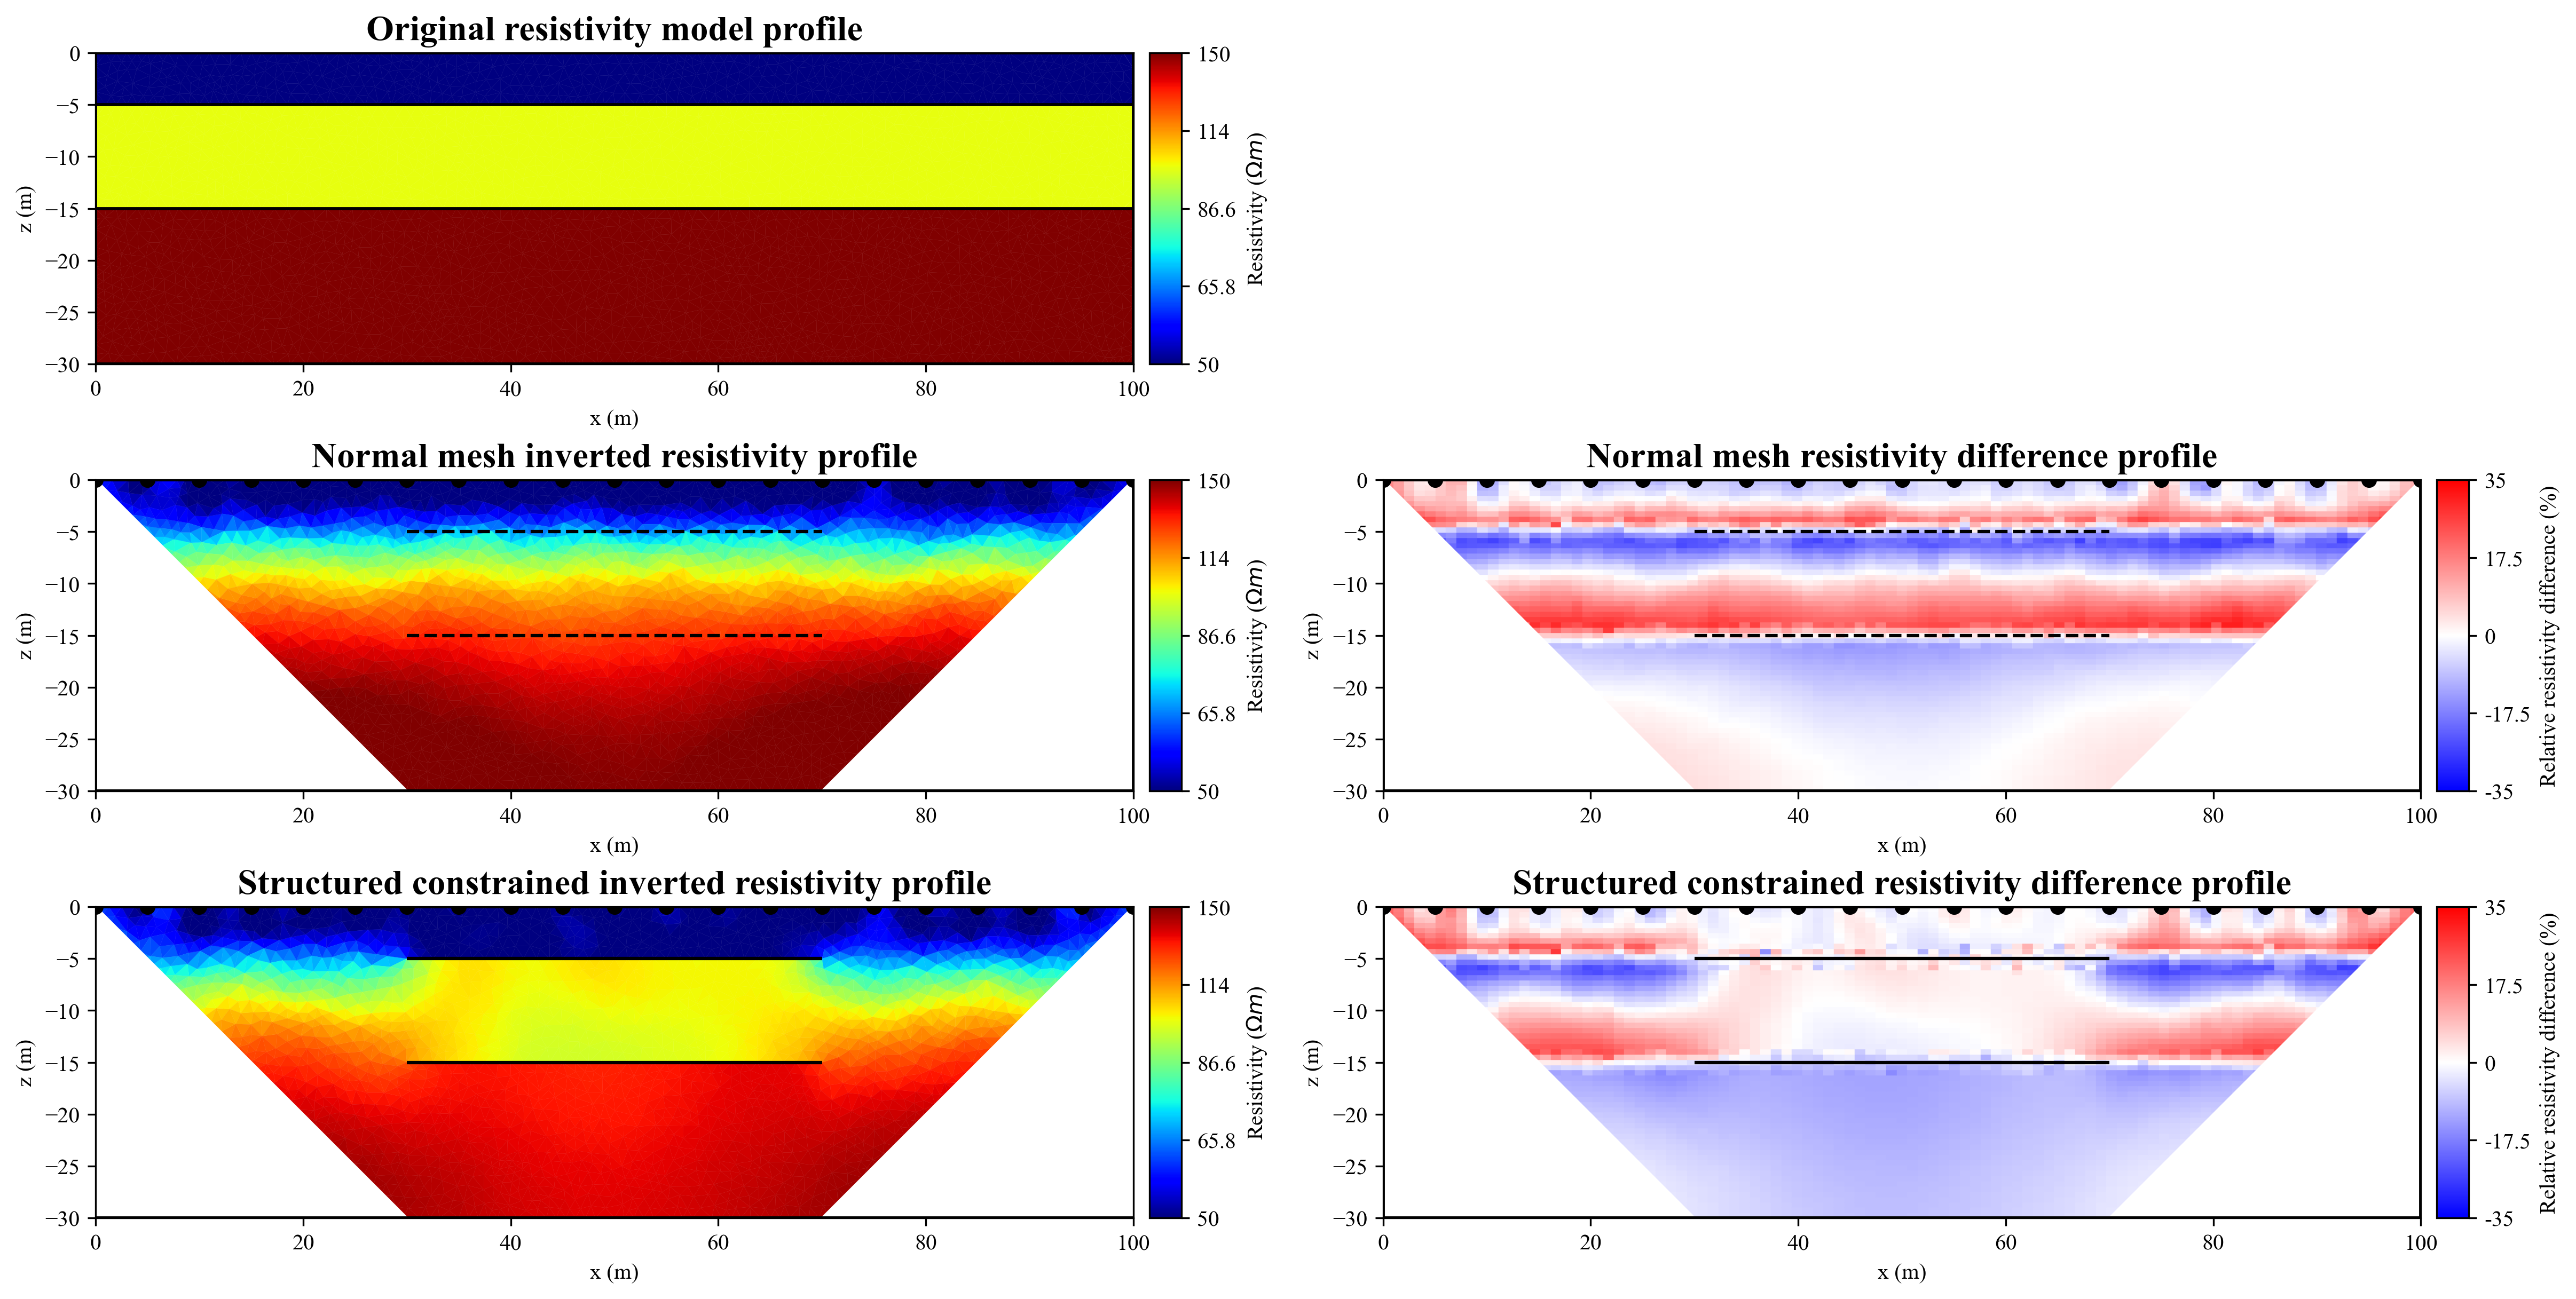 Original resistivity model profile
0
−5
−10
−15
−20
−25
−30
z (m)
0 20 40 60 80 100
x (m)
150
114
86.6
65.8
50
Resistivity (Ωm)
Normal mesh inverted resistivity profile
0
−5
−10
−15
−20
−25
−30
z (m)
0 20 40 60 80 100
x (m)
150
114
86.6
65.8
50
Resistivity (Ωm)
Normal mesh resistivity difference profile
0
−5
−10
−15
−20
−25
−30
z (m)
0 20 40 60 80 100
x (m)
35
17.5
0
-17.5
-35
Relative resistivity difference (%)
Structured constrained inverted resistivity profile
0
−5
−10
−15
−20
−25
−30
z (m)
0 20 40 60 80 100
x (m)
150
114
86.6
65.8
50
Resistivity (Ωm)
Structured constrained resistivity difference profile
0
−5
−10
−15
−20
−25
−30
z (m)
0 20 40 60 80 100
x (m)
35
17.5
0
-17.5
-35
Relative resistivity difference (%)